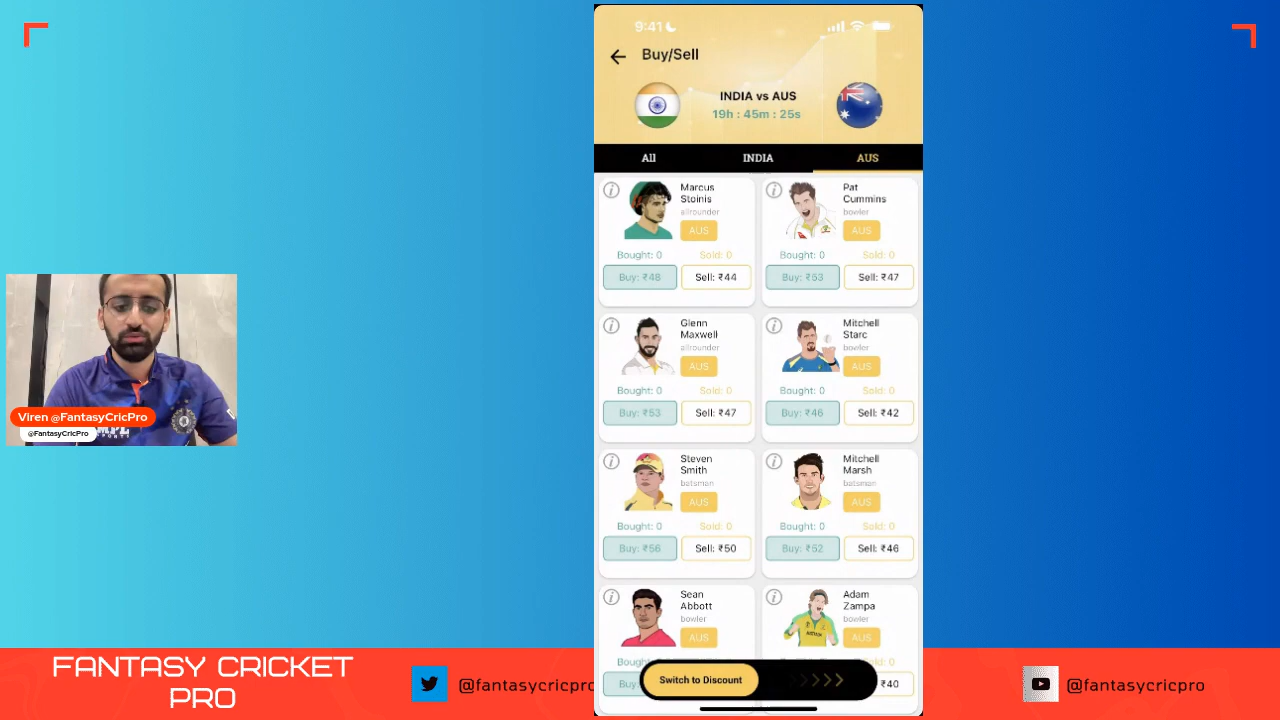 9:41
Buy/Sell
INDIA vs AUS
19h : 45m : 25s
All INDIA AUS
Marcus
Stoinis
allrounder
AUS
Bought: 0 Sold: 0
Buy: ₹48 Sell: ₹44
Pat
Cummins
bowler
AUS
Bought: 0 Sold: 0
Buy: ₹53 Sell: ₹47
Glenn
Maxwell
allrounder
AUS
Bought: 0 Sold: 0
Buy: ₹53 Sell: ₹47
Mitchell
Starc
bowler
AUS
Bought: 0 Sold: 0
Buy: ₹46 Sell: ₹42
Steven
Smith
batsman
AUS
Bought: 0 Sold: 0
Buy: ₹56 Sell: ₹50
Mitchell
Marsh
batsman
AUS
Bought: 0 Sold: 0
Buy: ₹52 Sell: ₹46
Sean
Abbott
bowler
AUS
Adam
Zampa
bowler
AUS
₹40
Switch to Discount
Viren @FantasyCricPro
@FantasyCricPro
FANTASY CRICKET
PRO
@fantasycricpro
@fantasycricpro